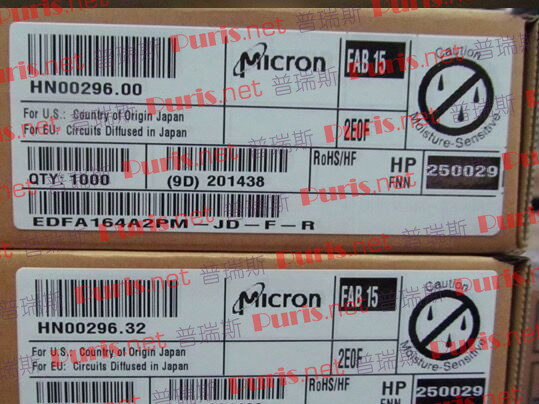 HN00296.00
Micron
FAB 15
Caution
Moisture-Sensitive
For U.S.: Country of Origin Japan
For EU: Circuits Diffused in Japan
2E0F
RoHS/HF
HP
FNN
250029
QTY: 1000
(9D) 201438
EDFA164A2PM-JD-F-R
HN00296.32
Micron
FAB 15
Caution
Moisture-Sensitive
For U.S.: Country of Origin Japan
For EU: Circuits Diffused in Japan
2E0F
RoHS/HF
HP
250029
Puris.net 普瑞斯